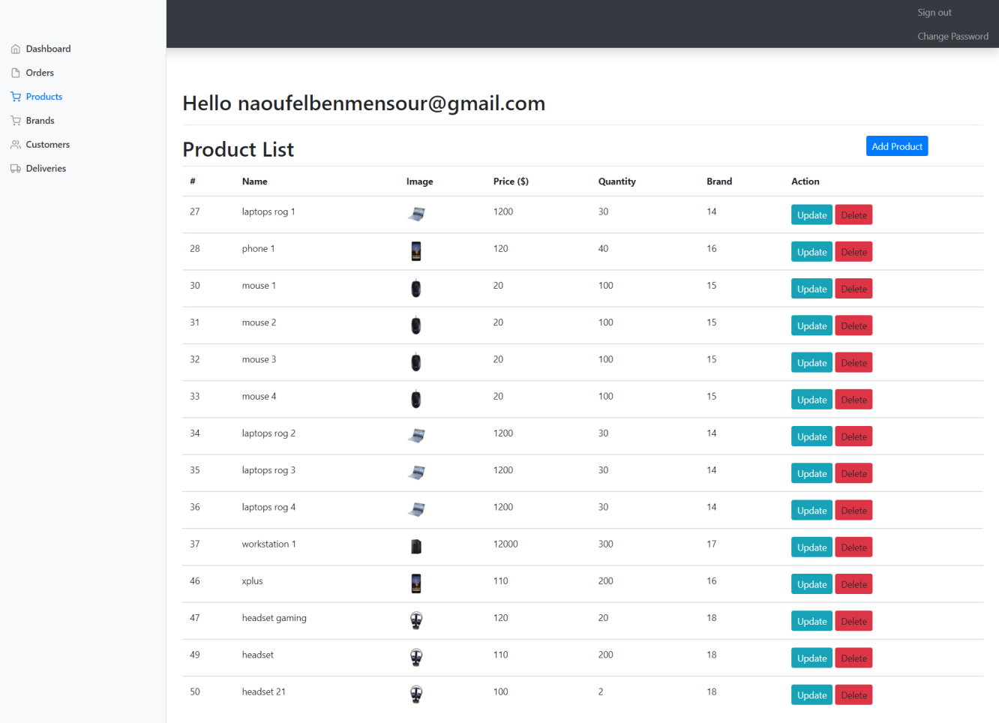 Sign out
Change Password
Dashboard
Orders
Products
Brands
Customers
Deliveries
Hello naoufelbenmensour@gmail.com
Product List
Add Product
# Name Image Price ($) Quantity Brand Action
27 laptops rog 1 1200 30 14 Update Delete
28 phone 1 120 40 16 Update Delete
30 mouse 1 20 100 15 Update Delete
31 mouse 2 20 100 15 Update Delete
32 mouse 3 20 100 15 Update Delete
33 mouse 4 20 100 15 Update Delete
34 laptops rog 2 1200 30 14 Update Delete
35 laptops rog 3 1200 30 14 Update Delete
36 laptops rog 4 1200 30 14 Update Delete
37 workstation 1 12000 300 17 Update Delete
46 xplus 110 200 16 Update Delete
47 headset gaming 120 20 18 Update Delete
49 headset 110 200 18 Update Delete
50 headset 21 100 2 18 Update Delete